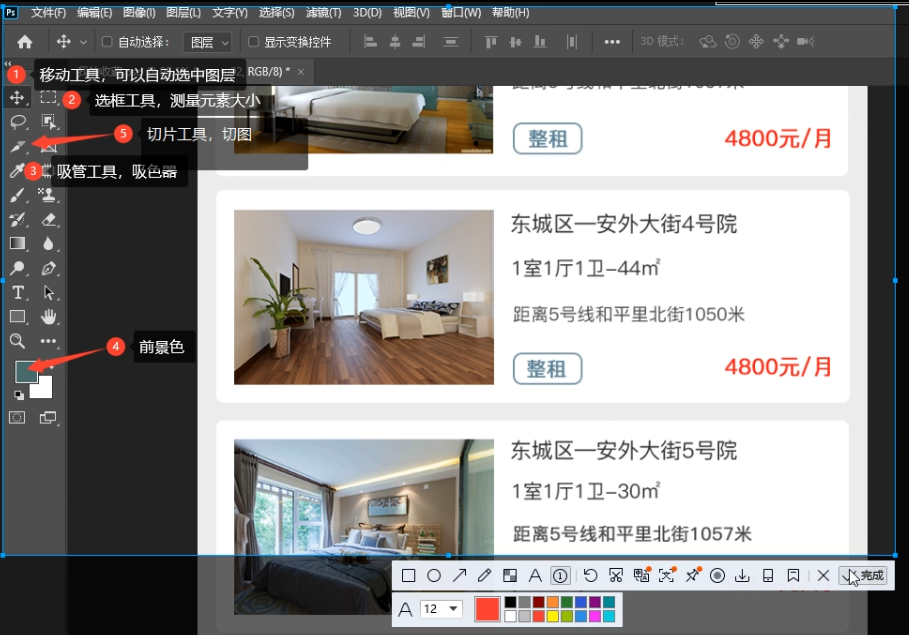 Ps 文件(F) 编辑(E) 图像(I) 图层(L) 文字(Y) 选择(S) 滤镜(T) 3D(D) 视图(V) 窗口(W) 帮助(H)
自动选择: 图层 显示变换控件 3D 模式:
RGB/8) * ×
1 移动工具，可以自动选中图层
2 选框工具，测量元素大小
5 切片工具，切图
3 吸管工具，吸色器
4 前景色
整租 4800元/月
东城区—安外大街4号院
1室1厅1卫-44㎡
距离5号线和平里北街1050米
整租 4800元/月
东城区—安外大街5号院
1室1厅1卫-30㎡
距离5号线和平里北街1057米
完成
A 12